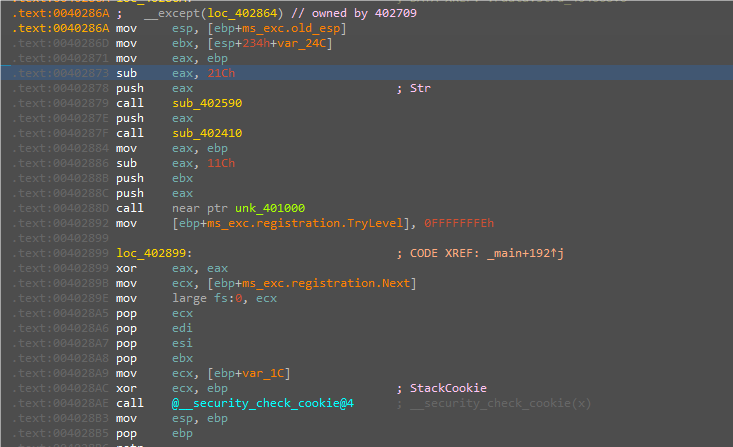 .text:0040286A ;   __except(loc_402864) // owned by 402709
.text:0040286A mov     esp, [ebp+ms_exc.old_esp]
.text:0040286D mov     ebx, [esp+234h+var_24C]
.text:00402871 mov     eax, ebp
.text:00402873 sub     eax, 21Ch
.text:00402878 push    eax                             ; Str
.text:00402879 call    sub_402590
.text:0040287E push    eax
.text:0040287F call    sub_402410
.text:00402884 mov     eax, ebp
.text:00402886 sub     eax, 11Ch
.text:0040288B push    ebx
.text:0040288C push    eax
.text:0040288D call    near ptr unk_401000
.text:00402892 mov     [ebp+ms_exc.registration.TryLevel], 0FFFFFFFEh
.text:00402899
.text:00402899 loc_402899:                             ; CODE XREF: _main+192↑j
.text:00402899 xor     eax, eax
.text:0040289B mov     ecx, [ebp+ms_exc.registration.Next]
.text:0040289E mov     large fs:0, ecx
.text:004028A5 pop     ecx
.text:004028A6 pop     edi
.text:004028A7 pop     esi
.text:004028A8 pop     ebx
.text:004028A9 mov     ecx, [ebp+var_1C]
.text:004028AC xor     ecx, ebp                        ; StackCookie
.text:004028AE call    @__security_check_cookie@4      ; __security_check_cookie(x)
.text:004028B3 mov     esp, ebp
.text:004028B5 pop     ebp